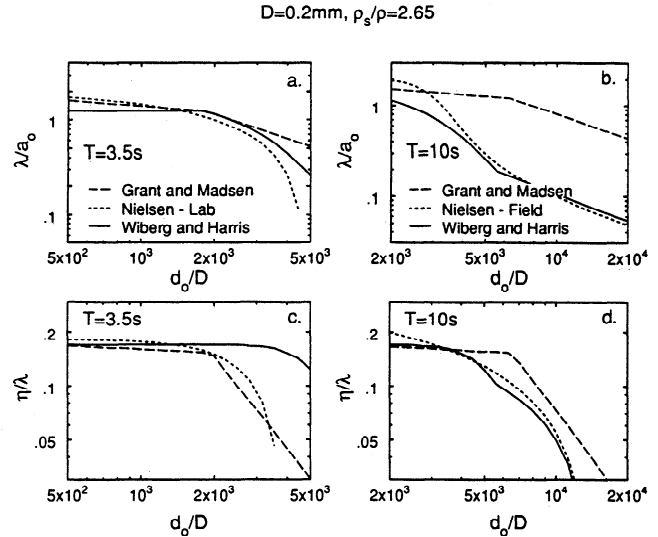 D=0.2mm, ρs/ρ=2.65
a.
λ/ao
1
.1
T=3.5s
Grant and Madsen
Nielsen - Lab
Wiberg and Harris
5x10² 10³ 2x10³ 5x10³
do/D
b.
λ/ao
1
.1
T=10s
Grant and Madsen
Nielsen - Field
Wiberg and Harris
2x10³ 5x10³ 10⁴ 2x10⁴
do/D
T=3.5s
c.
η/λ
.2
.1
.05
5x10² 10³ 2x10³ 5x10³
do/D
T=10s
d.
η/λ
.2
.1
.05
2x10³ 5x10³ 10⁴ 2x10⁴
do/D